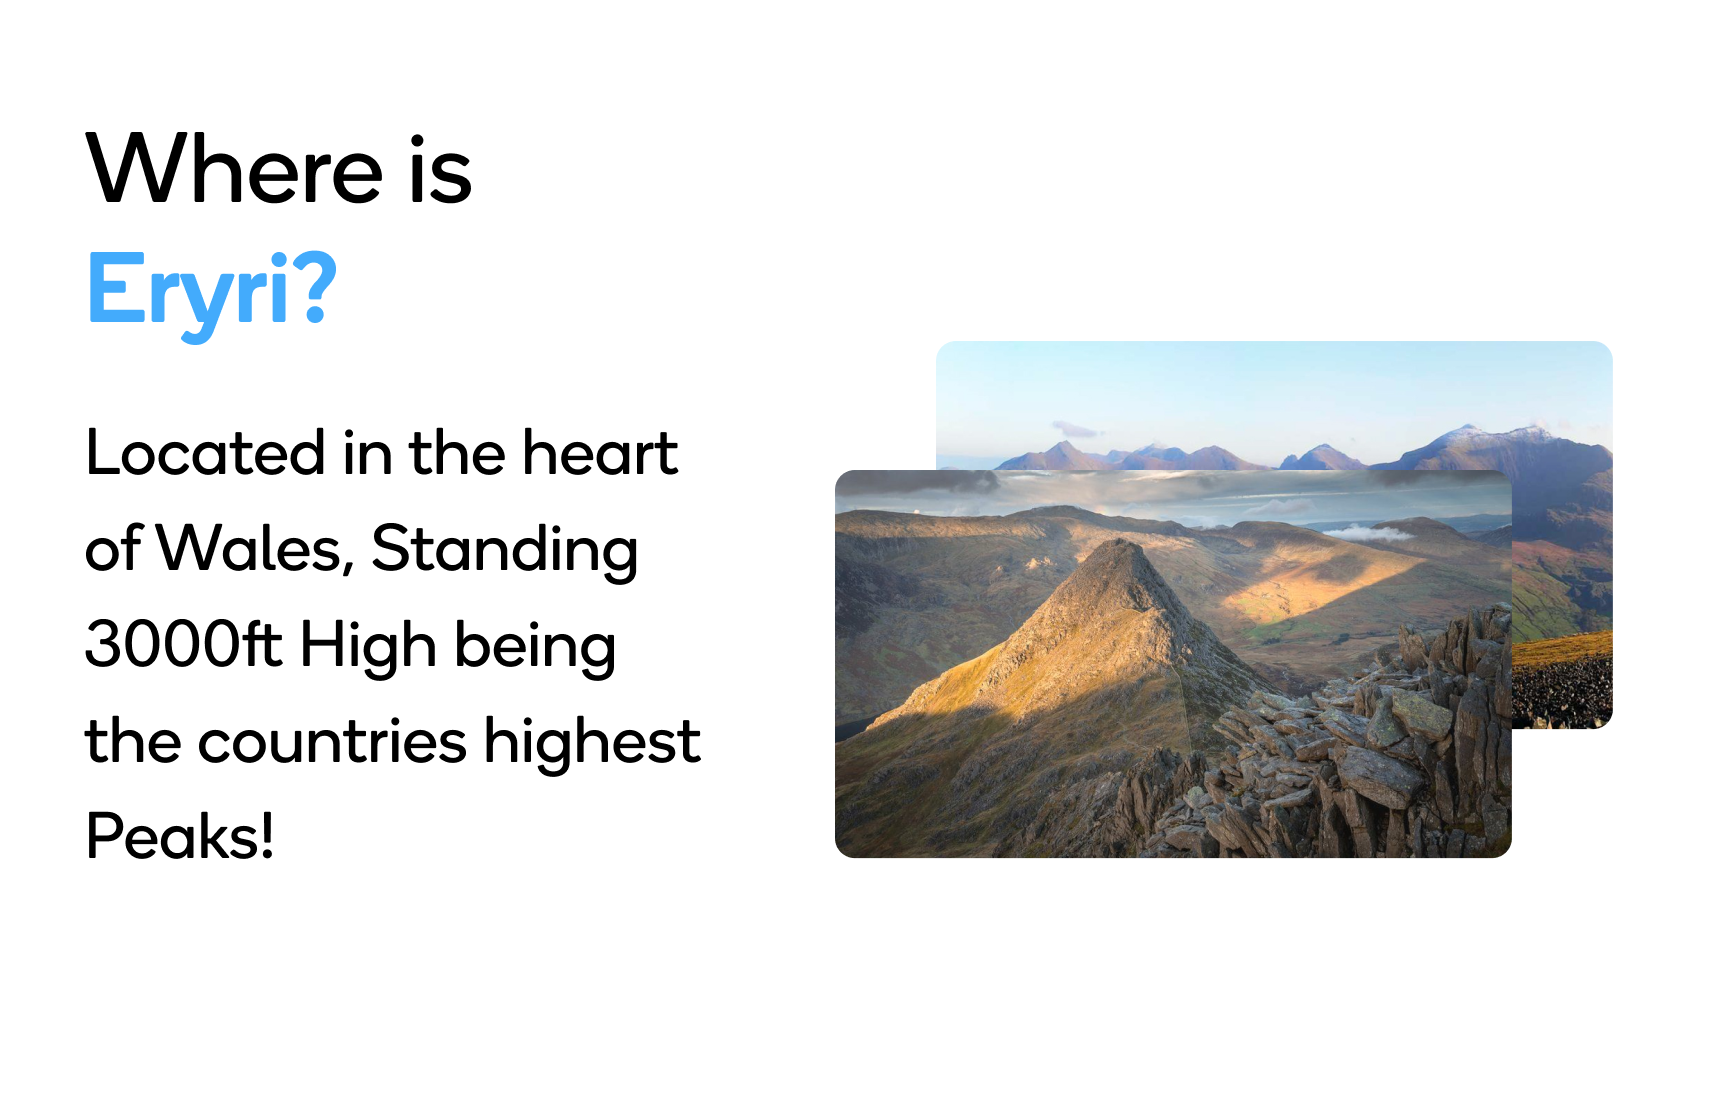 Where is
Eryri?
Located in the heart
of Wales, Standing
3000ft High being
the countries highest
Peaks!